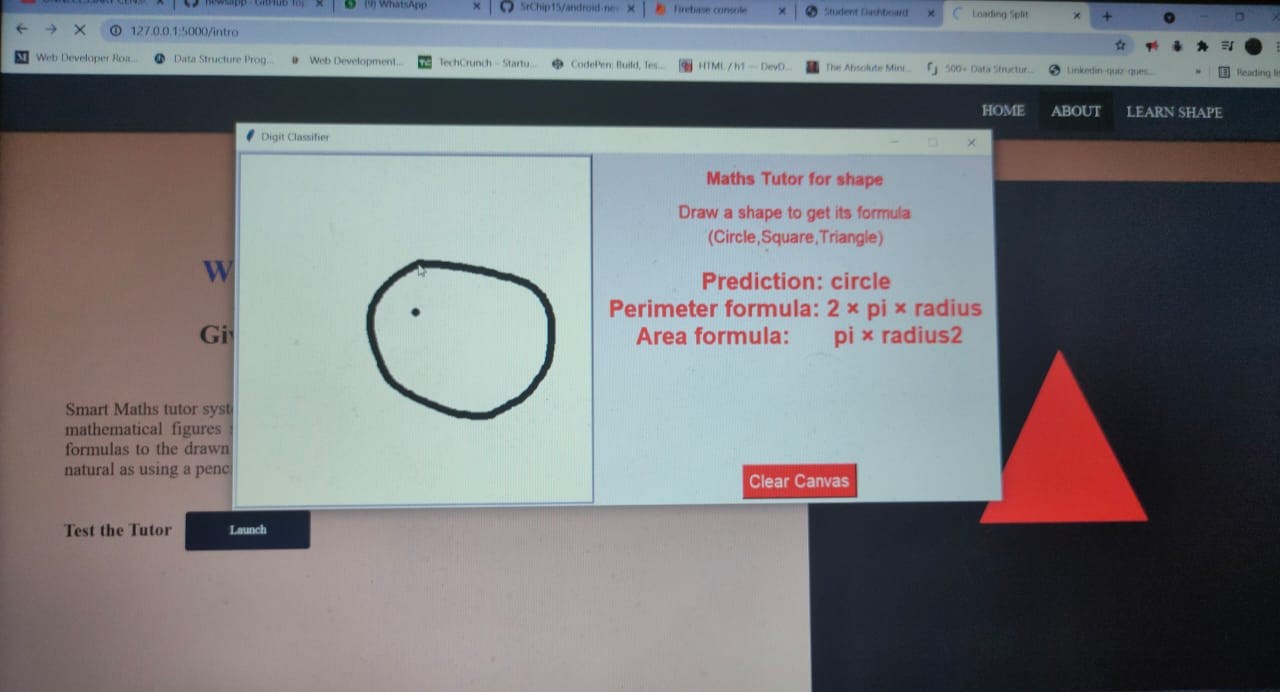 newsapp - GitHub Top
(9) WhatsApp
SrChip15/android-new
Firebase console
Student Dashboard
Loading Split
127.0.0.1:5000/intro
Web Developer Roa...
Data Structure Prog...
Web Development...
TechCrunch – Startu...
CodePen: Build, Tes...
HTML / h1 — DevD...
The Absolute Mini...
500+ Data Structur...
Linkedin-quiz-ques...
»
Reading lis
HOME
ABOUT
LEARN SHAPE
Digit Classifier
Maths Tutor for shape
Draw a shape to get its formula
(Circle,Square,Triangle)
Prediction: circle
Perimeter formula: 2 × pi × radius
Area formula: pi × radius2
Clear Canvas
W
Giv
Smart Maths tutor syst
mathematical figures
formulas to the drawn
natural as using a penc
Test the Tutor
Launch